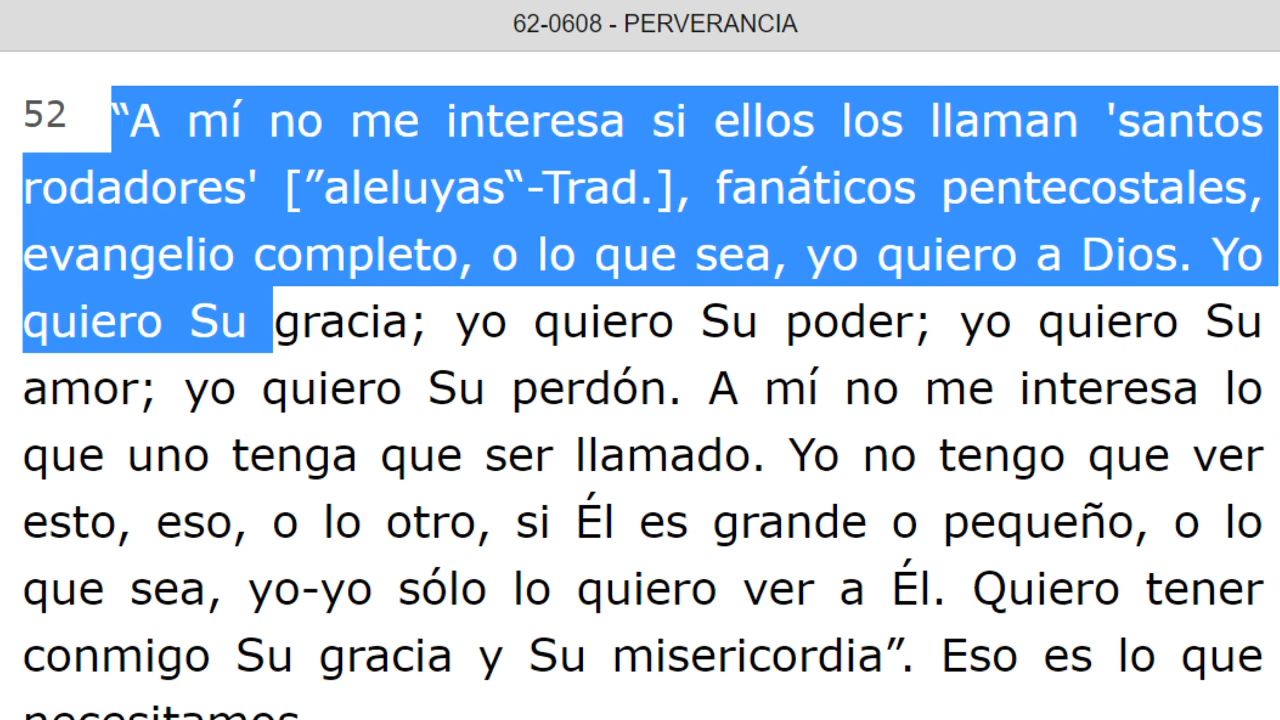 62-0608 - PERVERANCIA
52 “A mí no me interesa si ellos los llaman 'santos
rodadores' [”aleluyas“-Trad.], fanáticos pentecostales,
evangelio completo, o lo que sea, yo quiero a Dios. Yo
quiero Su gracia; yo quiero Su poder; yo quiero Su
amor; yo quiero Su perdón. A mí no me interesa lo
que uno tenga que ser llamado. Yo no tengo que ver
esto, eso, o lo otro, si Él es grande o pequeño, o lo
que sea, yo-yo sólo lo quiero ver a Él. Quiero tener
conmigo Su gracia y Su misericordia”. Eso es lo que
necesitamos.